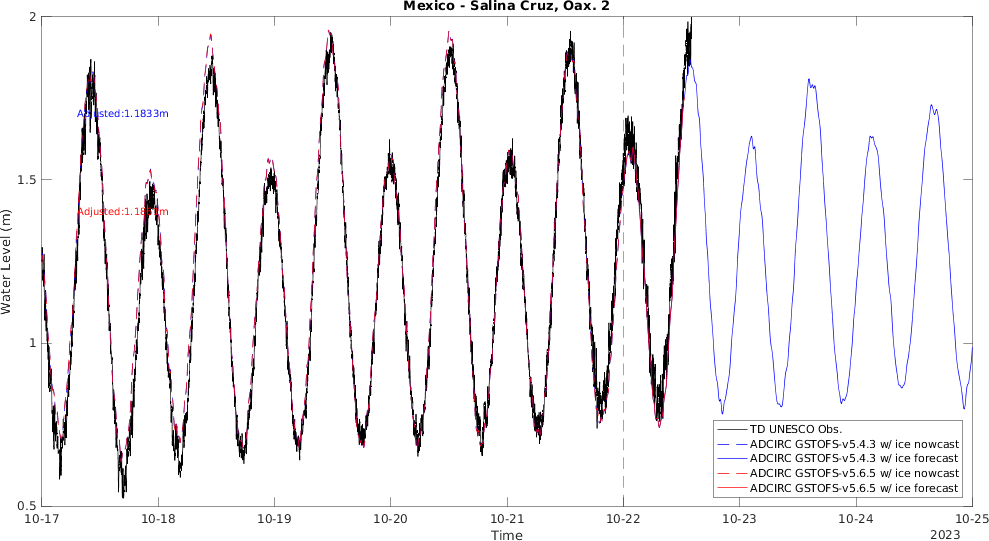 Mexico - Salina Cruz, Oax. 2
2
1.5
1
0.5
Water Level (m)
Adjusted:1.1833m
10-17
10-18
10-19
10-20
10-21
10-22
10-23
10-24
10-25
Time
2023
TD UNESCO Obs.
ADCIRC GSTOFS-v5.4.3 w/ ice nowcast
ADCIRC GSTOFS-v5.4.3 w/ ice forecast
ADCIRC GSTOFS-v5.6.5 w/ ice nowcast
ADCIRC GSTOFS-v5.6.5 w/ ice forecast